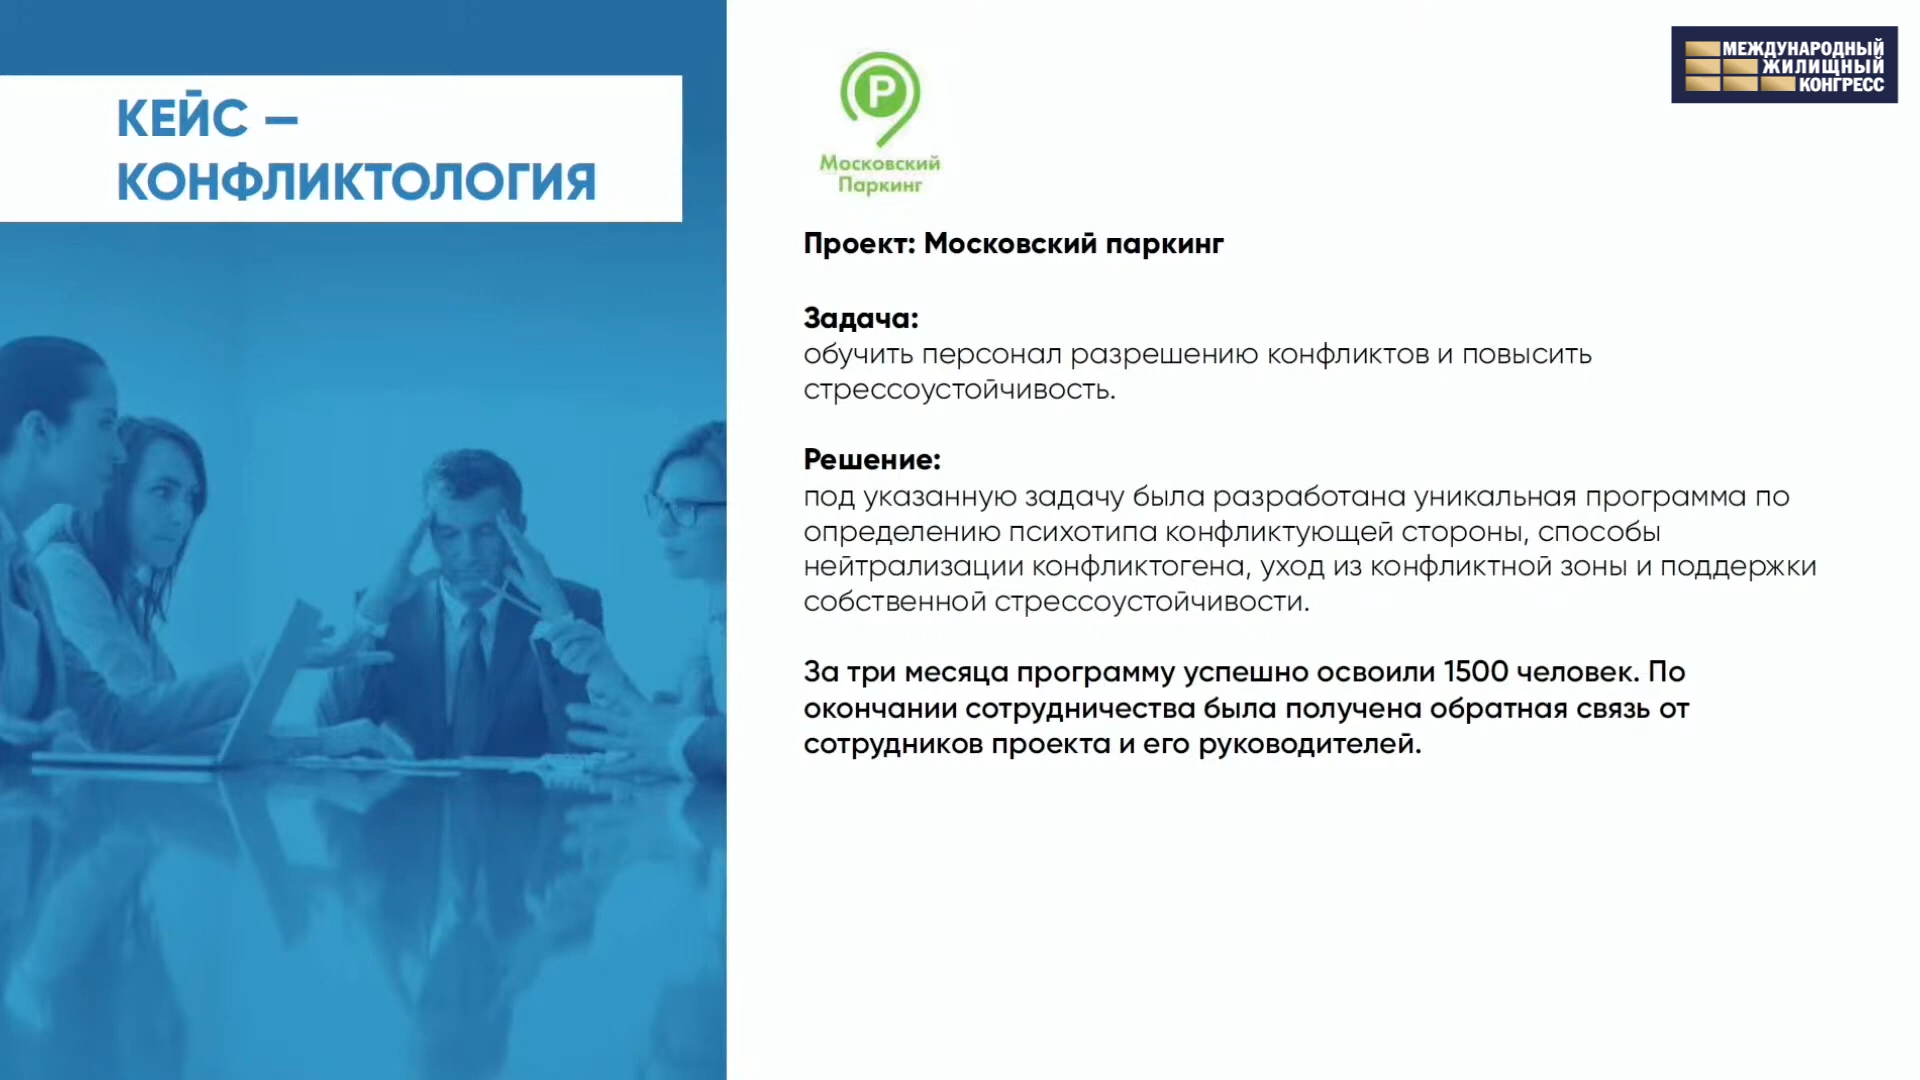 КЕЙС —
КОНФЛИКТОЛОГИЯ
P
Московский
Паркинг
МЕЖДУНАРОДНЫЙ
ЖИЛИЩНЫЙ
КОНГРЕСС
Проект: Московский паркинг
Задача:
обучить персонал разрешению конфликтов и повысить
стрессоустойчивость.
Решение:
под указанную задачу была разработана уникальная программа по
определению психотипа конфликтующей стороны, способы
нейтрализации конфликтогена, уход из конфликтной зоны и поддержки
собственной стрессоустойчивости.
За три месяца программу успешно освоили 1500 человек. По
окончании сотрудничества была получена обратная связь от
сотрудников проекта и его руководителей.